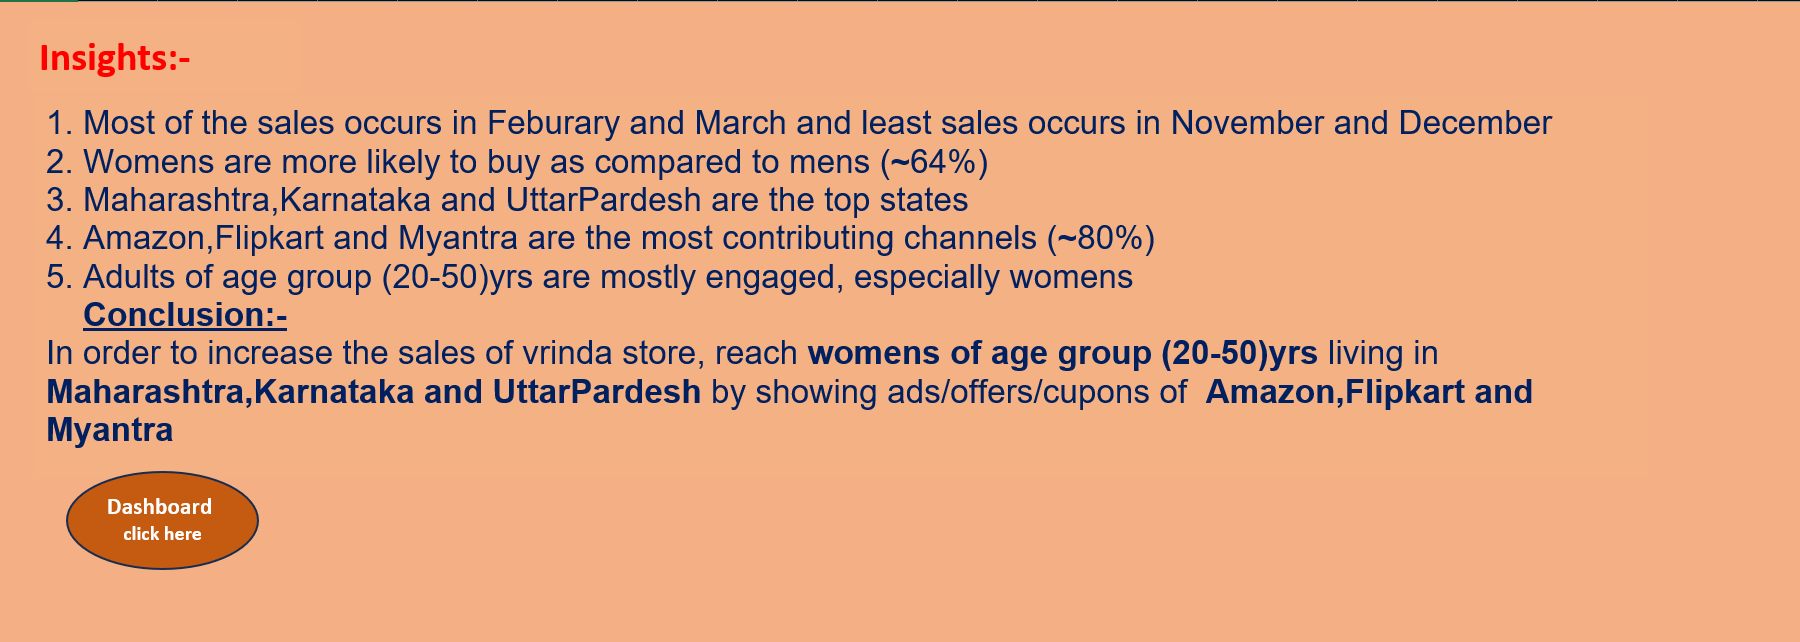 Insights:-
1. Most of the sales occurs in Feburary and March and least sales occurs in November and December
2. Womens are more likely to buy as compared to mens (~64%)
3. Maharashtra,Karnataka and UttarPardesh are the top states
4. Amazon,Flipkart and Myantra are the most contributing channels (~80%)
5. Adults of age group (20-50)yrs are mostly engaged, especially womens
Conclusion:-
In order to increase the sales of vrinda store, reach womens of age group (20-50)yrs living in
Maharashtra,Karnataka and UttarPardesh by showing ads/offers/cupons of  Amazon,Flipkart and
Myantra
Dashboard
click here